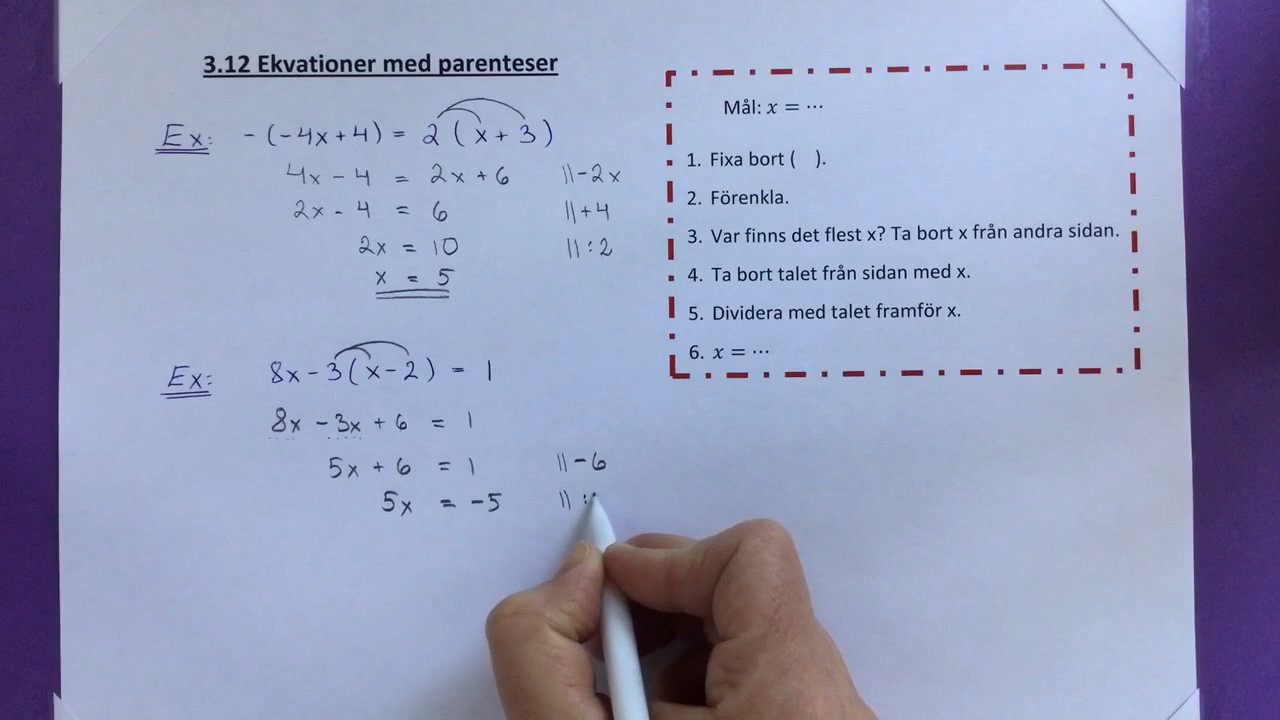 3.12 Ekvationer med parenteser
Ex: -(-4x+4) = 2(x+3)
4x - 4 = 2x + 6 ||-2x
2x - 4 = 6 ||+4
2x = 10 ||:2
x = 5
Ex: 8x-3(x-2) = 1
8x - 3x + 6 = 1
5x + 6 = 1 ||-6
5x = -5 ||:
Mål: x = ⋯
1. Fixa bort ( ).
2. Förenkla.
3. Var finns det flest x? Ta bort x från andra sidan.
4. Ta bort talet från sidan med x.
5. Dividera med talet framför x.
6. x = ⋯